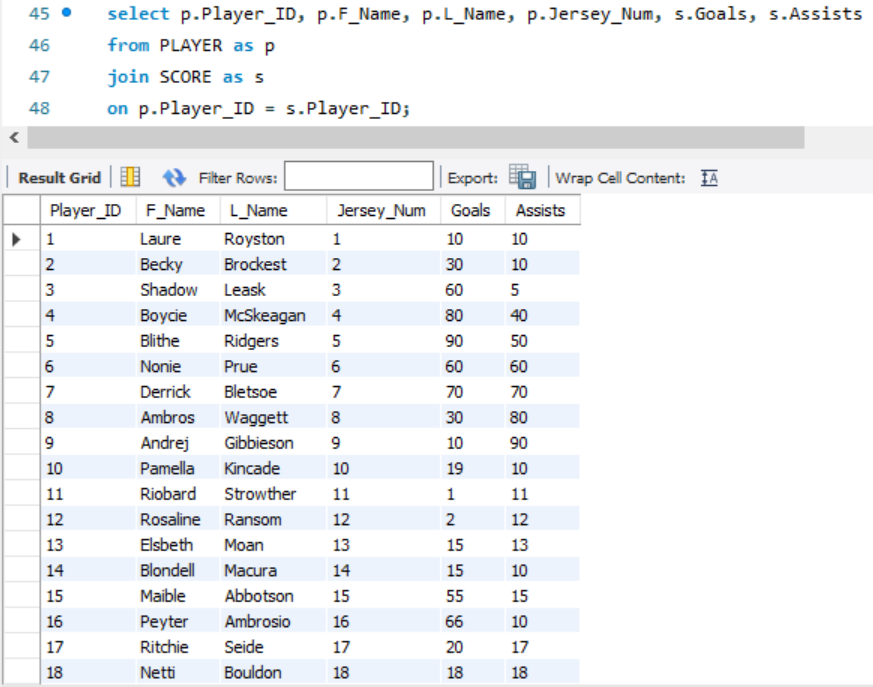 45 select p.Player_ID, p.F_Name, p.L_Name, p.Jersey_Num, s.Goals, s.Assists
46 from PLAYER as p
47 join SCORE as s
48 on p.Player_ID = s.Player_ID;
Result Grid Filter Rows: Export: Wrap Cell Content: IA
Player_ID F_Name L_Name Jersey_Num Goals Assists
1 Laure Royston 1 10 10
2 Becky Brockest 2 30 10
3 Shadow Leask 3 60 5
4 Boycie McSkeagan 4 80 40
5 Blithe Ridgers 5 90 50
6 Nonie Prue 6 60 60
7 Derrick Bletsoe 7 70 70
8 Ambros Waggett 8 30 80
9 Andrej Gibbieson 9 10 90
10 Pamella Kincade 10 19 10
11 Riobard Strowther 11 1 11
12 Rosaline Ransom 12 2 12
13 Elsbeth Moan 13 15 13
14 Blondell Macura 14 15 10
15 Maible Abbotson 15 55 15
16 Peyter Ambrosio 16 66 10
17 Ritchie Seide 17 20 17
18 Netti Bouldon 18 18 18